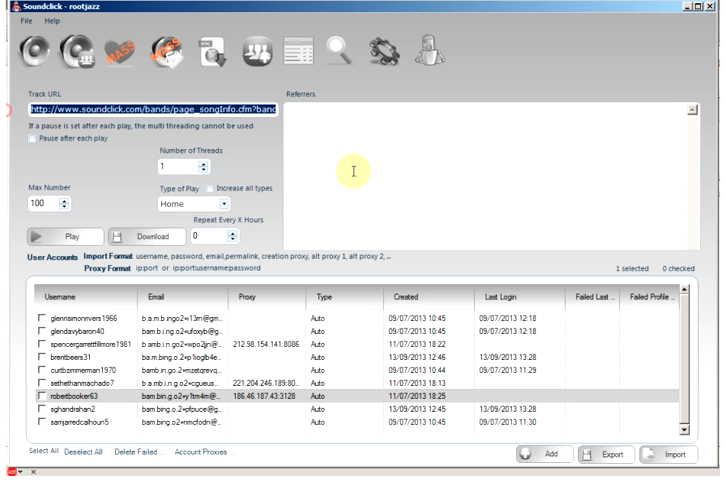 Soundclick - rootjazz
File Help
MASS
MASS
Track URL
Referrers
http://www.soundclick.com/bands/page_songInfo.cfm?band
If a pause is set after each play, the multi threading cannot be used
Pause after each play
Number of Threads
1
Max Number
Type of Play Increase all types
100
Home
Repeat Every X Hours
Play Download 0
User Accounts Import Format username, password, email,permalink, creation proxy, alt proxy 1, alt proxy 2, ..
Proxy Format ip:port or ip:port:username:password
1 selected 0 checked
Username Email Proxy Type Created Last Login Failed Last ... Failed Profile ...
glennsimonrivers1966 b.a.m.b.ingo2+i13m@gm... Auto 09/07/2013 10:45 09/07/2013 12:18
glendavybaron40 bam.b.i.ng.o2+ufoxyb@g... Auto 09/07/2013 10:45 09/07/2013 12:18
spencergarrettfillmore1981 212.98.154.141:8086 Auto 11/07/2013 18:22
brentbeers31 Auto 13/09/2013 12:46 13/09/2013 13:28
curtbzimmerman1970 Auto 09/07/2013 10:44 09/07/2013 11:29
sethethanmachado7 221.204.246.189:80.. Auto 11/07/2013 18:13
robertbooker63 186.46.187.43:3128 Auto 11/07/2013 18:25
sghandrahan2 Auto 13/09/2013 12:45 13/09/2013 13:28
samjarredcalhoun5 Auto 09/07/2013 10:45 09/07/2013 11:30
Select All Deselect All Delete Failed ... Account Proxies ...
Add Export Import